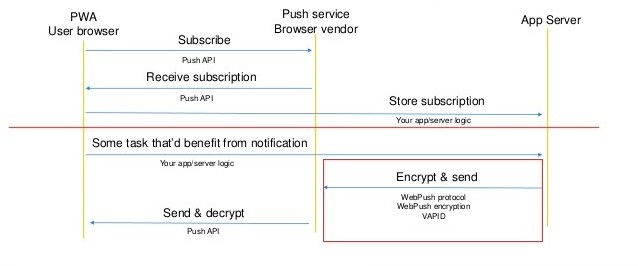 PWA
User browser
Push service
Browser vendor
App Server
Subscribe
Push API
Receive subscription
Push API
Store subscription
Your app/server logic
Some task that'd benefit from notification
Your app/server logic
Encrypt & send
WebPush protocol
WebPush encryption
VAPID
Send & decrypt
Push API